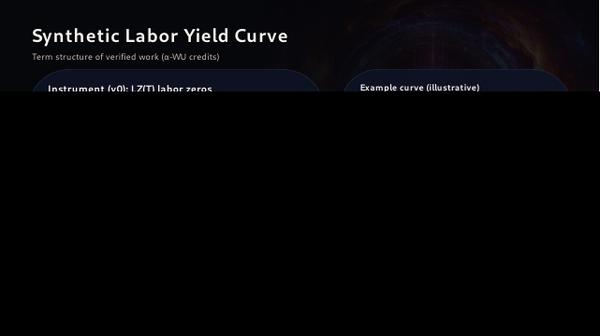 Synthetic Labor Yield Curve
Term structure of verified work (α-WU credits)
Instrument (v0): LZ(T) labor zeros
Example curve (illustrative)